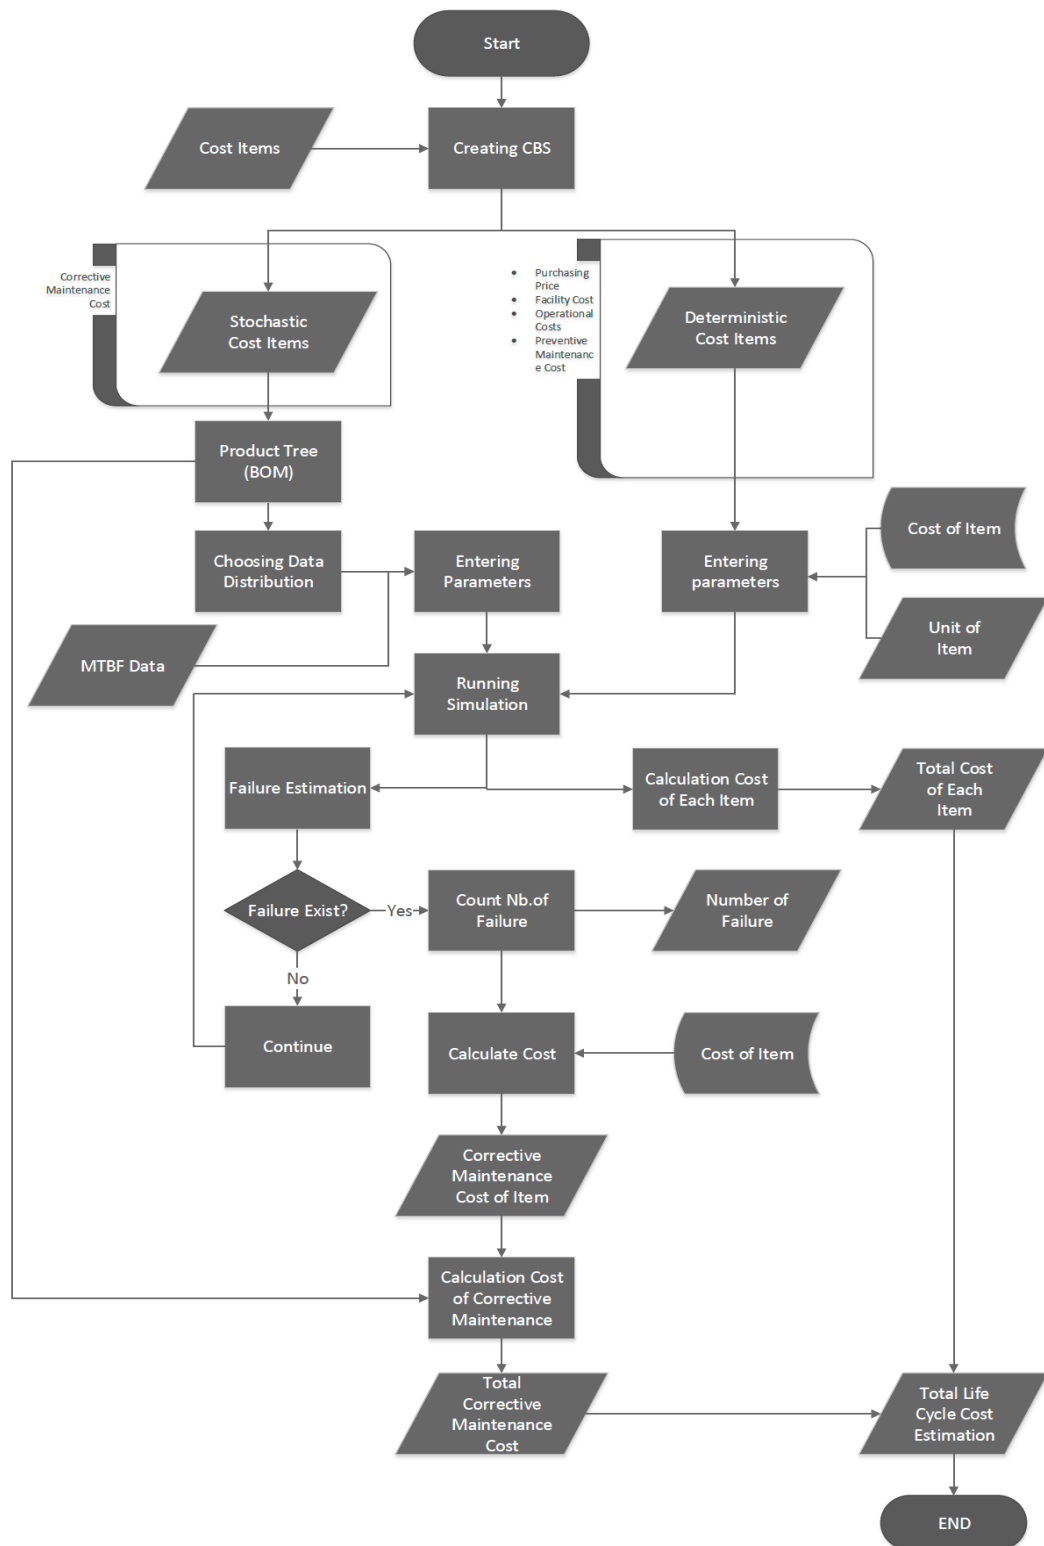 Start
Cost Items
Creating CBS
Corrective
Maintenance
Cost
Stochastic
Cost Items
• Purchasing
Price
• Facility Cost
• Operational
Costs
• Preventive
Maintenanc
e Cost
Deterministic
Cost Items
Product Tree
(BOM)
Choosing Data
Distribution
Entering
Parameters
Entering
parameters
Cost of Item
Unit of
Item
MTBF Data
Running
Simulation
Failure Estimation
Calculation Cost
of Each Item
Total Cost
of Each
Item
Failure Exist?
Yes
Count Nb.of
Failure
Number of
Failure
No
Continue
Calculate Cost
Cost of Item
Corrective
Maintenance
Cost of Item
Calculation Cost
of Corrective
Maintenance
Total
Corrective
Maintenance
Cost
Total Life
Cycle Cost
Estimation
END